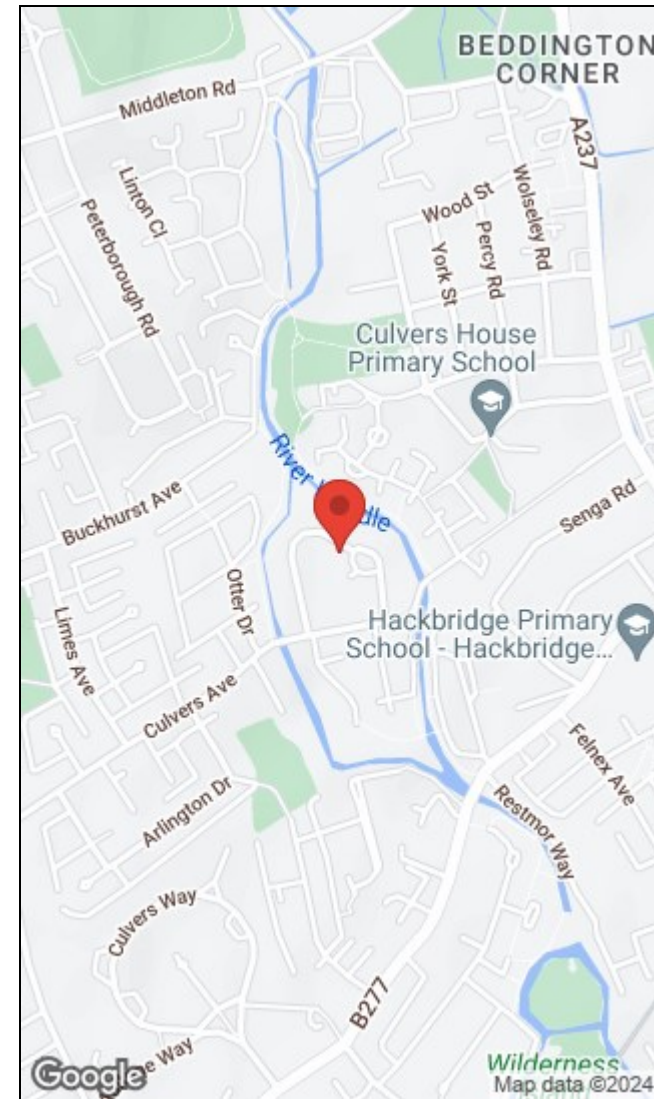 BEDDINGTON
CORNER
Middleton Rd
A237
Linton Cl
Wolseley Rd
Wood St
Peterborough Rd
Percy Rd
York St
Culvers House
Primary School
River
dle
Buckhurst Ave
Senga Rd
Otter Dr
Limes Ave
Hackbridge Primary
School - Hackbridge...
Culvers Ave
Felnex Ave
Arlington Dr
Restmor Way
Culvers Way
B277
Way
Wilderness
Google
Map data ©2024